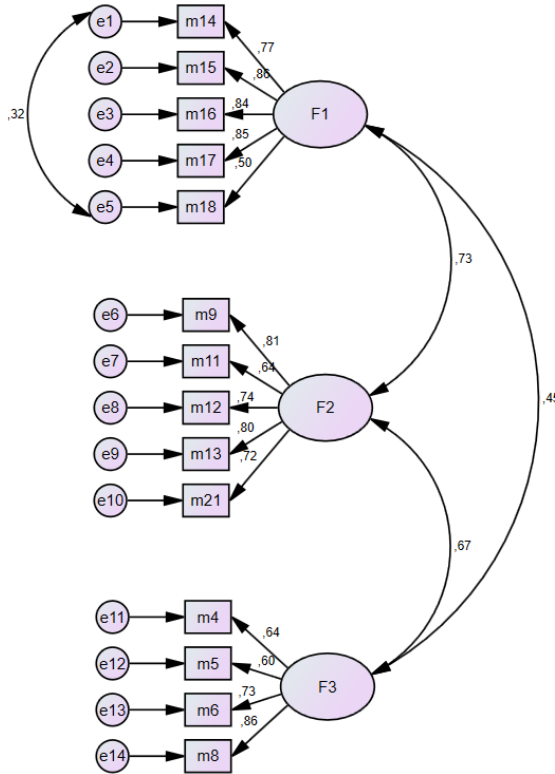 e1 m14
,77
e2 m15
,86
,32 e3 m16 ,84 F1
e4 m17 ,85
,50
e5 m18
,73
e6 m9
,81
e7 m11
,64
e8 m12 ,74 F2 ,45
e9 m13 ,80
,72
e10 m21
,67
e11 m4
,64
e12 m5 ,60
F3
e13 m6 ,73
,86
e14 m8